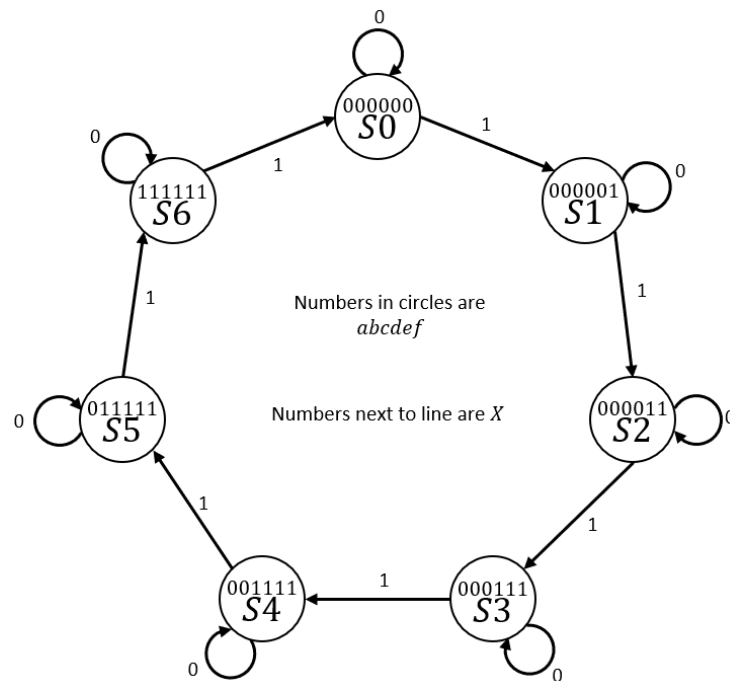 0
000000
S0
1
1
0
111111
S6
000001
S1
0
1
1
Numbers in circles are
abcdef
Numbers next to line are X
0
011111
S5
000011
S2
0
1
1
001111
S4
1
000111
S3
0
0